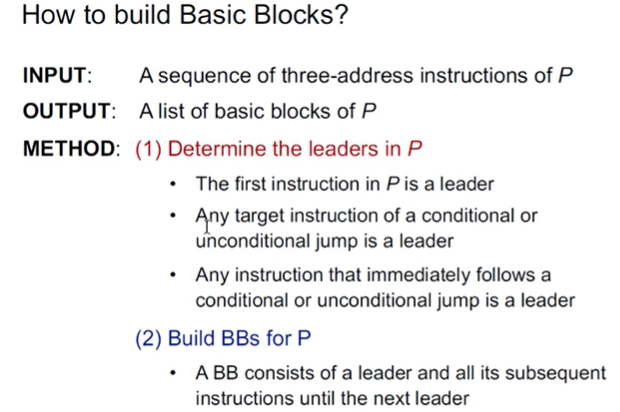 How to build Basic Blocks?
INPUT: A sequence of three-address instructions of P
OUTPUT: A list of basic blocks of P
METHOD: (1) Determine the leaders in P
• The first instruction in P is a leader
• Any target instruction of a conditional or
unconditional jump is a leader
• Any instruction that immediately follows a
conditional or unconditional jump is a leader
(2) Build BBs for P
• A BB consists of a leader and all its subsequent
instructions until the next leader